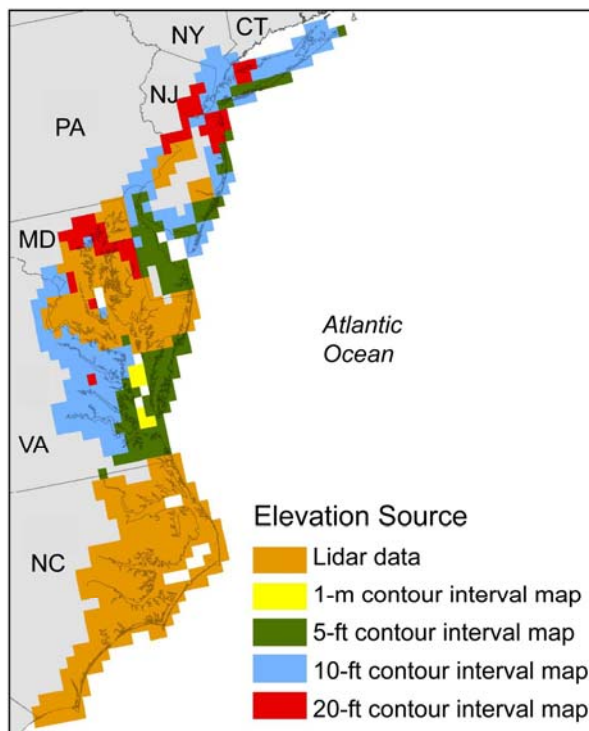 NY
CT
NJ
PA
MD
VA
NC
Atlantic
Ocean
Elevation Source
Lidar data
1-m contour interval map
5-ft contour interval map
10-ft contour interval map
20-ft contour interval map